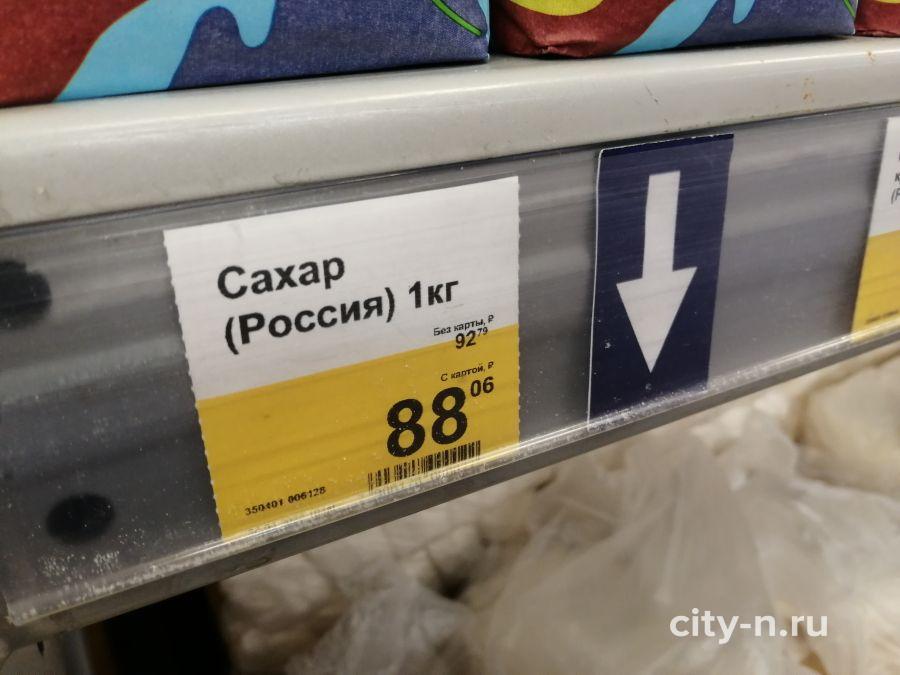 Сахар
(Россия) 1кг
Без карты, ₽
92 79
С картой, ₽
88 06
350401 006128
city-n.ru